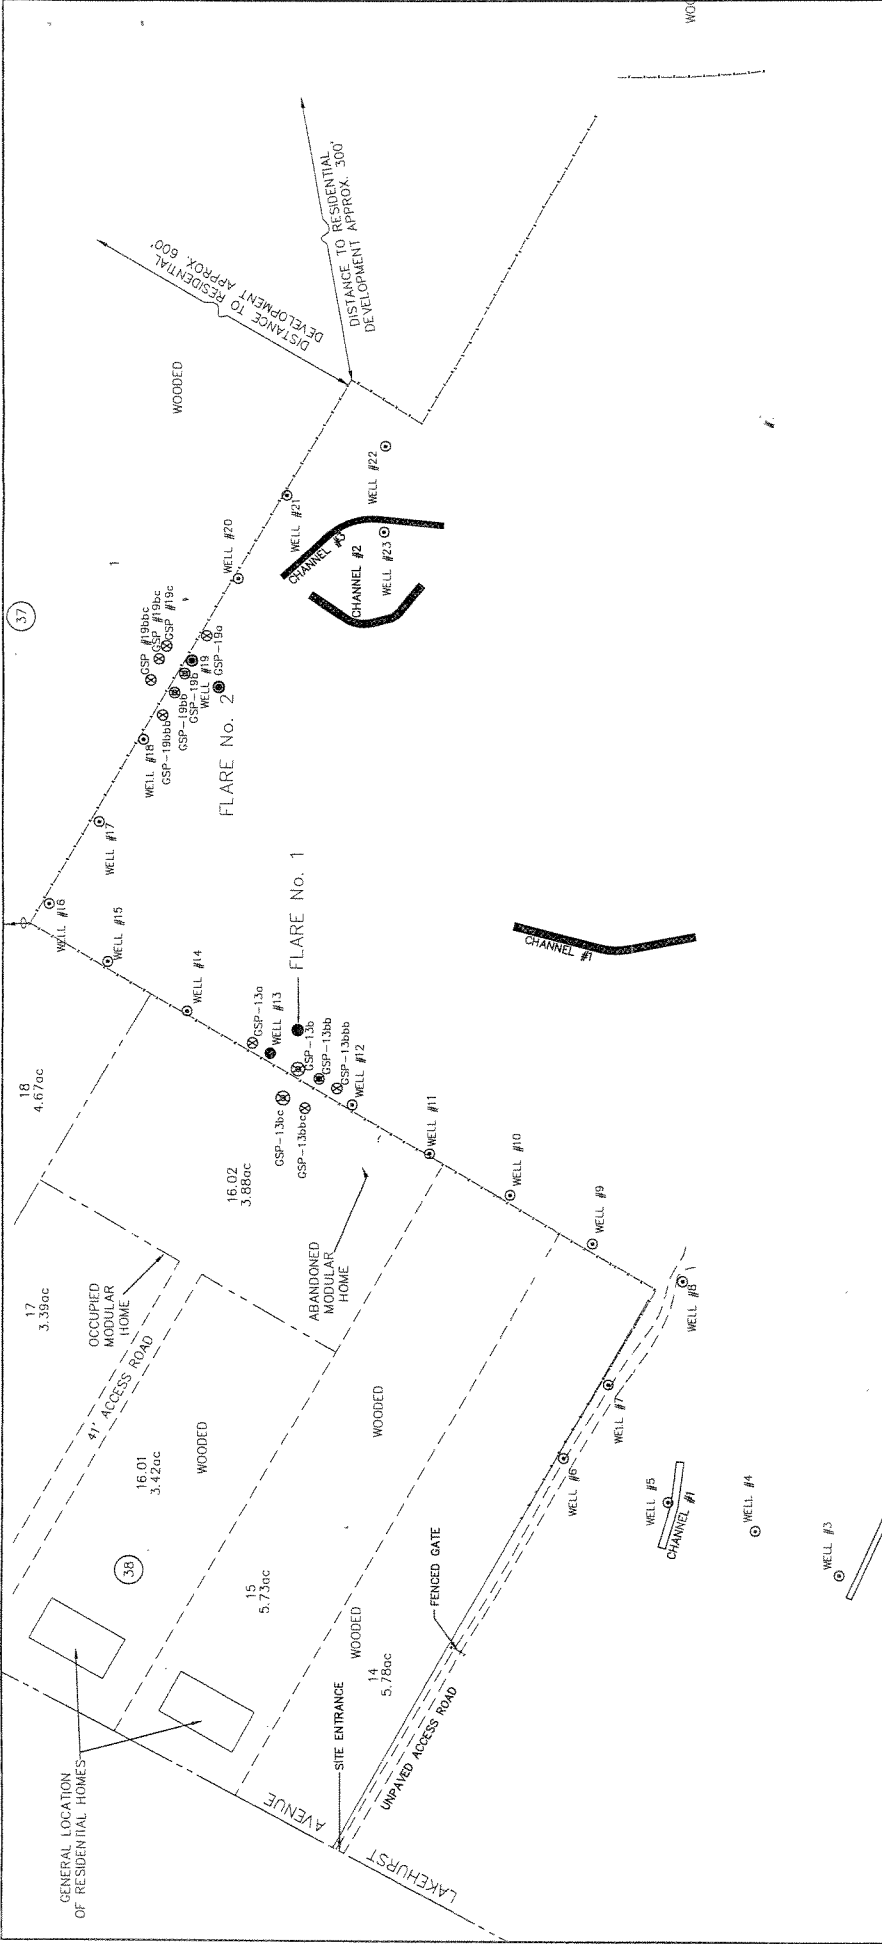 WOO
DISTANCE TO RESIDENTIAL
DEVELOPMENT APPROX. 600'
DISTANCE TO RESIDENTIAL
DEVELOPMENT APPROX. 300'
WOODED
37
1
WELL #22
WELL #21
CHANNEL #3
CHANNEL #2
WELL #23
WELL #20
GSP #19bbc
GSP #19bc
GSP #19c
GSP-19a
WELL #19
GSP-19b
GSP-19bb
GSP-19bbb
WELL #18
FLARE No. 2
WELL #17
WELL #16
WELL #15
WELL #14
FLARE No. 1
GSP-13a
WELL #13
GSP-13b
GSP-13bb
GSP-13bbb
WELL #12
GSP-13bc
GSP-13bbc
CHANNEL #1
18
4.67ac
16.02
3.88ac
WELL #11
WELL #10
WELL #9
WELL #8
17
3.39ac
OCCUPIED
MODULAR
HOME
ABANDONED
MODULAR
HOME
41' ACCESS ROAD
16.01
3.42ac
WOODED
WOODED
WELL #7
WELL #6
WELL #5
CHANNEL #1
WELL #4
WELL #3
38
15
5.73ac
WOODED
14
5.78ac
FENCED GATE
SITE ENTRANCE
UNPAVED ACCESS ROAD
GENERAL LOCATION
OF RESIDENTIAL HOMES
LAKEHURST
AVENUE